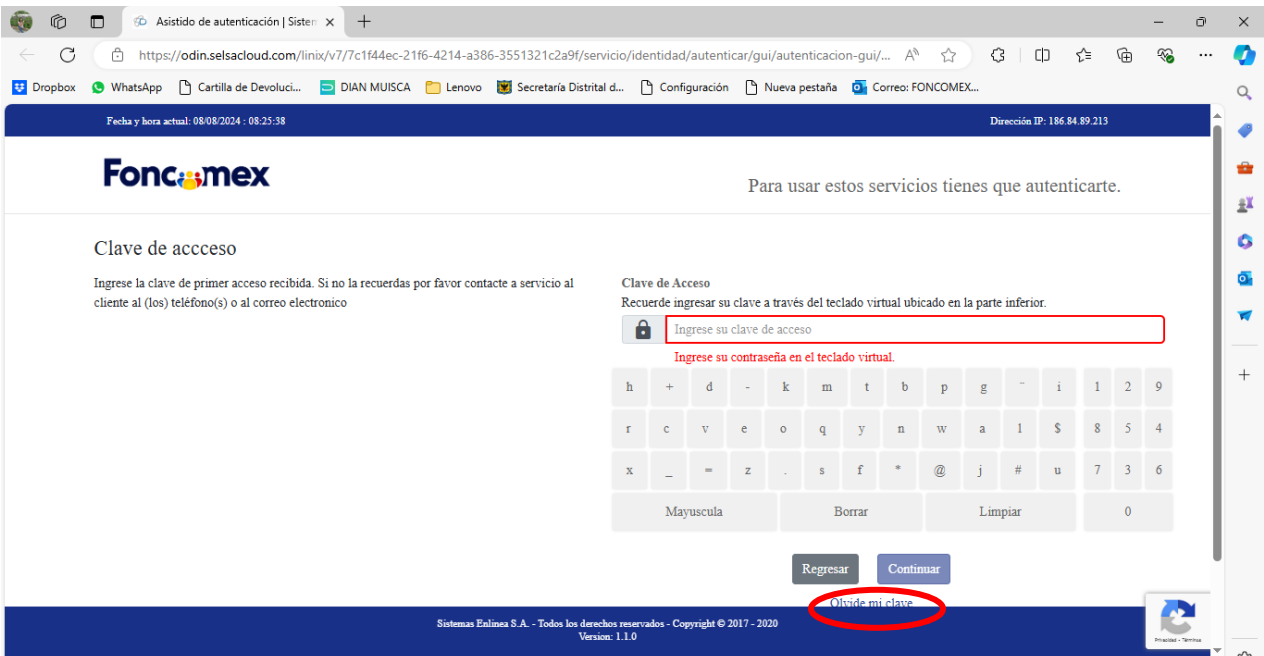 Asistido de autenticación | Sisten
https://odin.selsacloud.com/linix/v7/7c1f44ec-21f6-4214-a386-3551321c2a9f/servicio/identidad/autenticar/gui/autenticacion-gui/...
Dropbox WhatsApp Cartilla de Devoluci... DIAN MUISCA Lenovo Secretaría Distrital d... Configuración Nueva pestaña Correo: FONCOMEX...
Fecha y hora actual: 08/08/2024 : 08:25:38 Dirección IP: 186.84.89.213
Foncomex
Para usar estos servicios tienes que autenticarte.
Clave de accceso
Ingrese la clave de primer acceso recibida. Si no la recuerdas por favor contacte a servicio al
cliente al (los) teléfono(s) o al correo electronico
Clave de Acceso
Recuerde ingresar su clave a través del teclado virtual ubicado en la parte inferior.
Ingrese su clave de acceso
Ingrese su contraseña en el teclado virtual.
h + d - k m t b p g ¨ i 1 2 9
r c v e o q y n w a l $ 8 5 4
x _ = z . s f * @ j # u 7 3 6
Mayuscula Borrar Limpiar 0
Regresar Continuar
Olvide mi clave
Sistemas Enlinea S.A. - Todos los derechos reservados - Copyright © 2017 - 2020
Version: 1.1.0
Privacidad - Términos